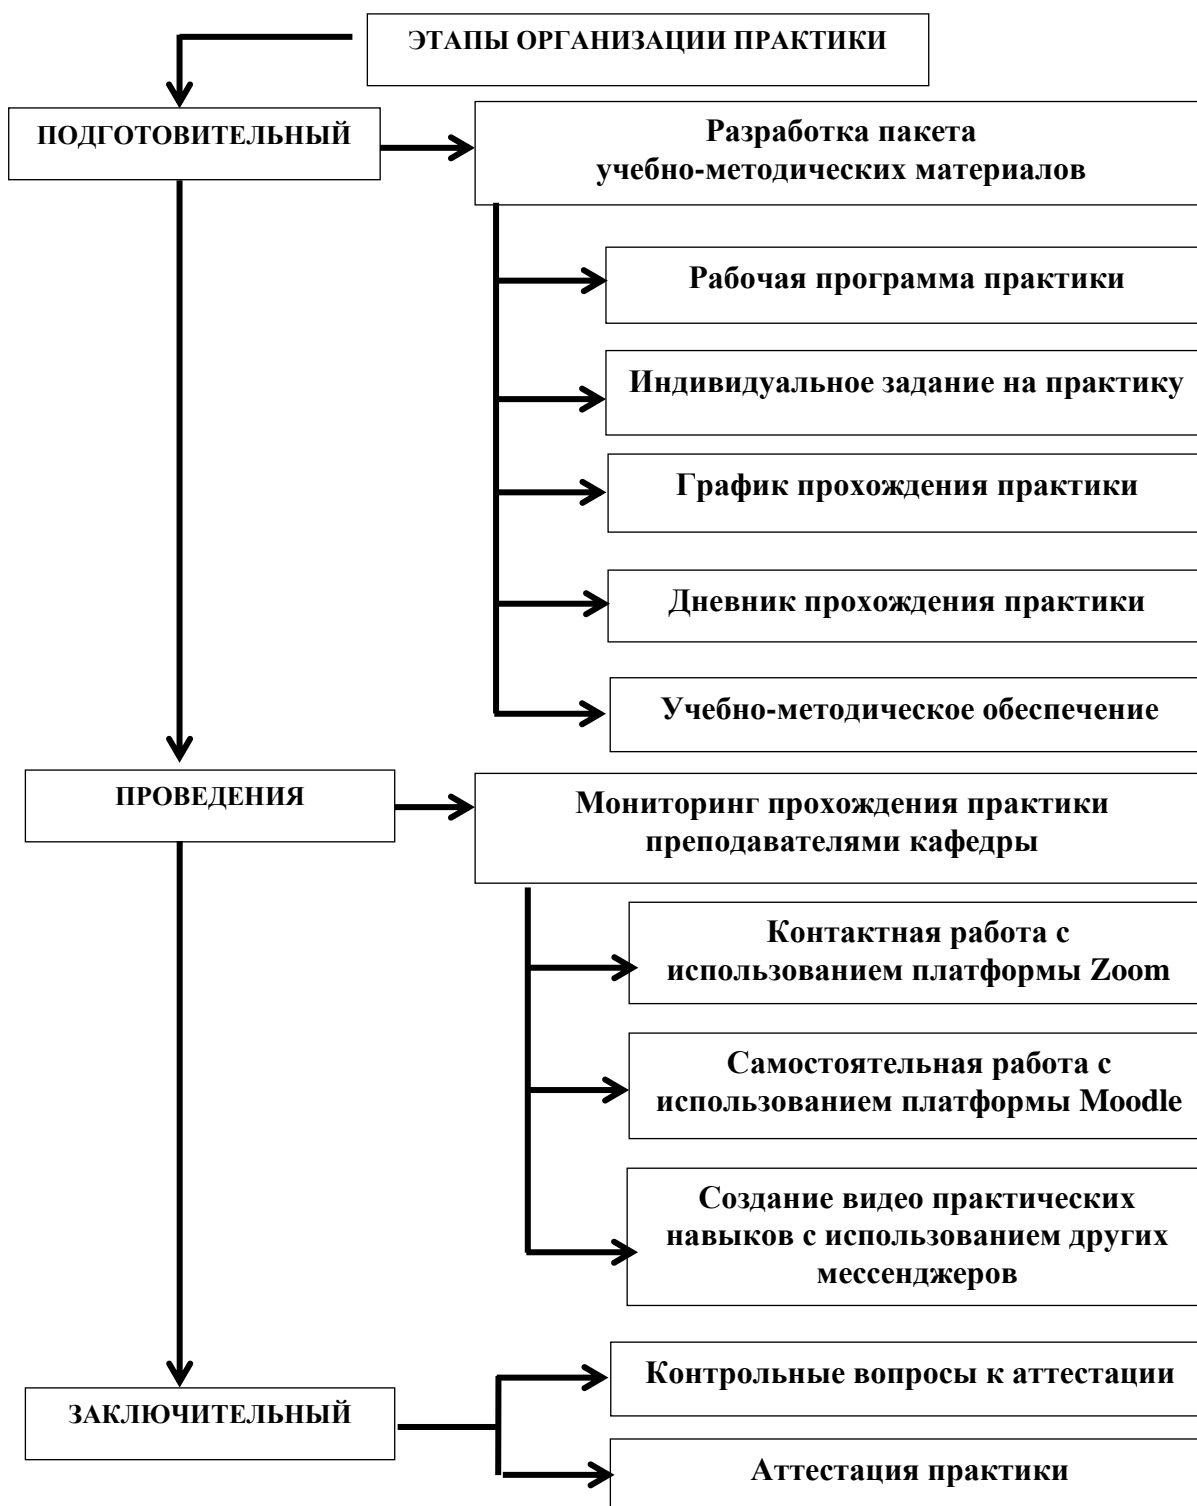 ЭТАПЫ ОРГАНИЗАЦИИ ПРАКТИКИ
ПОДГОТОВИТЕЛЬНЫЙ
Разработка пакета
учебно-методических материалов
Рабочая программа практики
Индивидуальное задание на практику
График прохождения практики
Дневник прохождения практики
Учебно-методическое обеспечение
ПРОВЕДЕНИЯ
Мониторинг прохождения практики
преподавателями кафедры
Контактная работа с
использованием платформы Zoom
Самостоятельная работа с
использованием платформы Moodle
Создание видео практических
навыков с использованием других
мессенджеров
ЗАКЛЮЧИТЕЛЬНЫЙ
Контрольные вопросы к аттестации
Аттестация практики